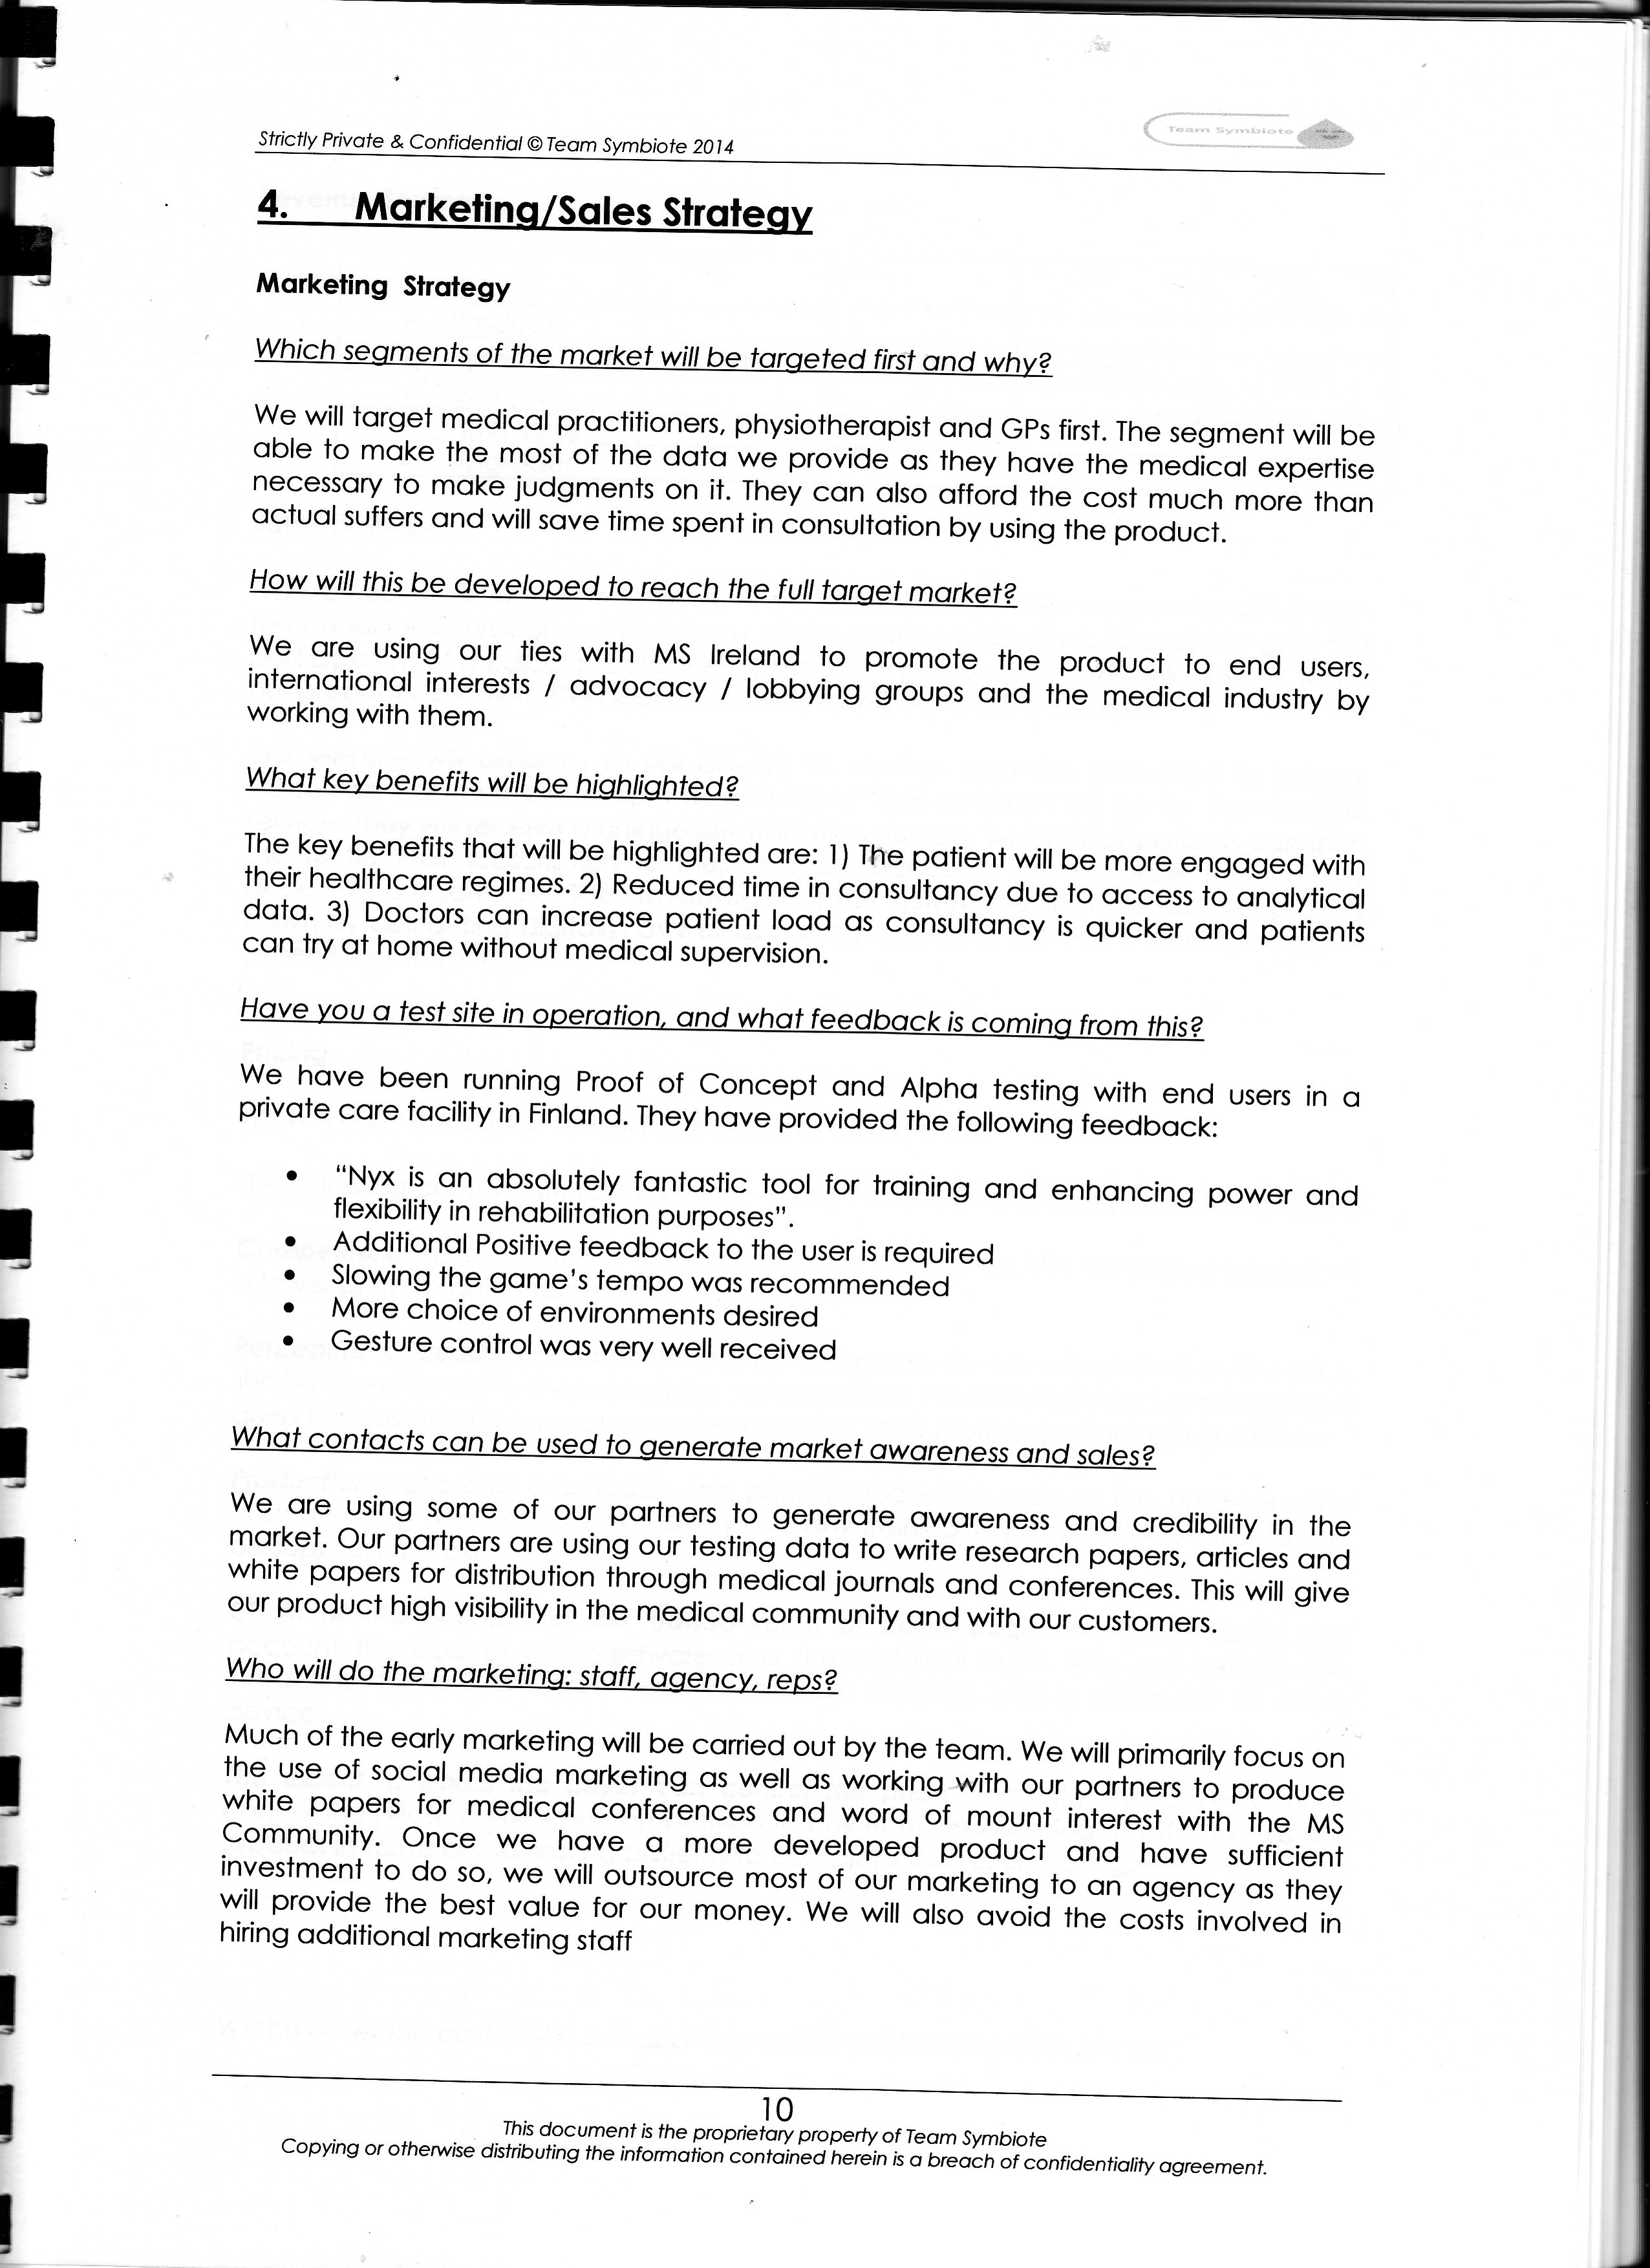 Strictly Private & Confidential © Team Symbiote 2014
Team Symbiote
4. Marketing/Sales Strategy
Marketing Strategy
Which segments of the market will be targeted first and why?
We will target medical practitioners, physiotherapist and GPs first. The segment will be
able to make the most of the data we provide as they have the medical expertise
necessary to make judgments on it. They can also afford the cost much more than
actual suffers and will save time spent in consultation by using the product.
How will this be developed to reach the full target market?
We are using our ties with MS Ireland to promote the product to end users,
international interests / advocacy / lobbying groups and the medical industry by
working with them.
What key benefits will be highlighted?
The key benefits that will be highlighted are: 1) The patient will be more engaged with
their healthcare regimes. 2) Reduced time in consultancy due to access to analytical
data. 3) Doctors can increase patient load as consultancy is quicker and patients
can try at home without medical supervision.
Have you a test site in operation, and what feedback is coming from this?
We have been running Proof of Concept and Alpha testing with end users in a
private care facility in Finland. They have provided the following feedback:
• "Nyx is an absolutely fantastic tool for training and enhancing power and
flexibility in rehabilitation purposes".
• Additional Positive feedback to the user is required
• Slowing the game's tempo was recommended
• More choice of environments desired
• Gesture control was very well received
What contacts can be used to generate market awareness and sales?
We are using some of our partners to generate awareness and credibility in the
market. Our partners are using our testing data to write research papers, articles and
white papers for distribution through medical journals and conferences. This will give
our product high visibility in the medical community and with our customers.
Who will do the marketing: staff, agency, reps?
Much of the early marketing will be carried out by the team. We will primarily focus on
the use of social media marketing as well as working with our partners to produce
white papers for medical conferences and word of mount interest with the MS
Community. Once we have a more developed product and have sufficient
investment to do so, we will outsource most of our marketing to an agency as they
will provide the best value for our money. We will also avoid the costs involved in
hiring additional marketing staff
10
This document is the proprietary property of Team Symbiote
Copying or otherwise distributing the information contained herein is a breach of confidentiality agreement.